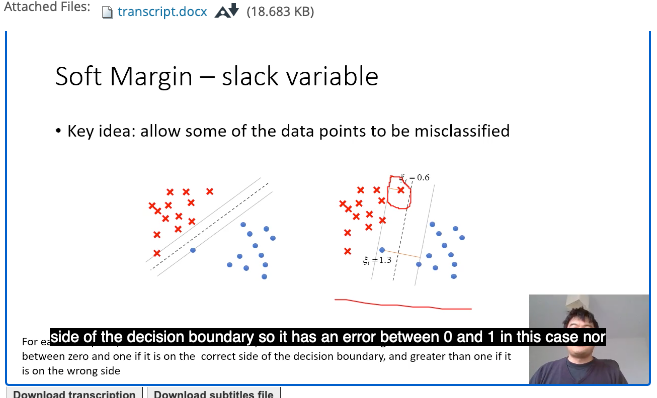 Attached Files: transcript.docx (18.683 KB)
Soft Margin – slack variable
• Key idea: allow some of the data points to be misclassified
= 0.6
ξᵢ = 1.3
side of the decision boundary so it has an error between 0 and 1 in this case nor
For ea
between zero and one if it is on the correct side of the decision boundary, and greater than one if it
is on the wrong side
Download transcription Download subtitles file